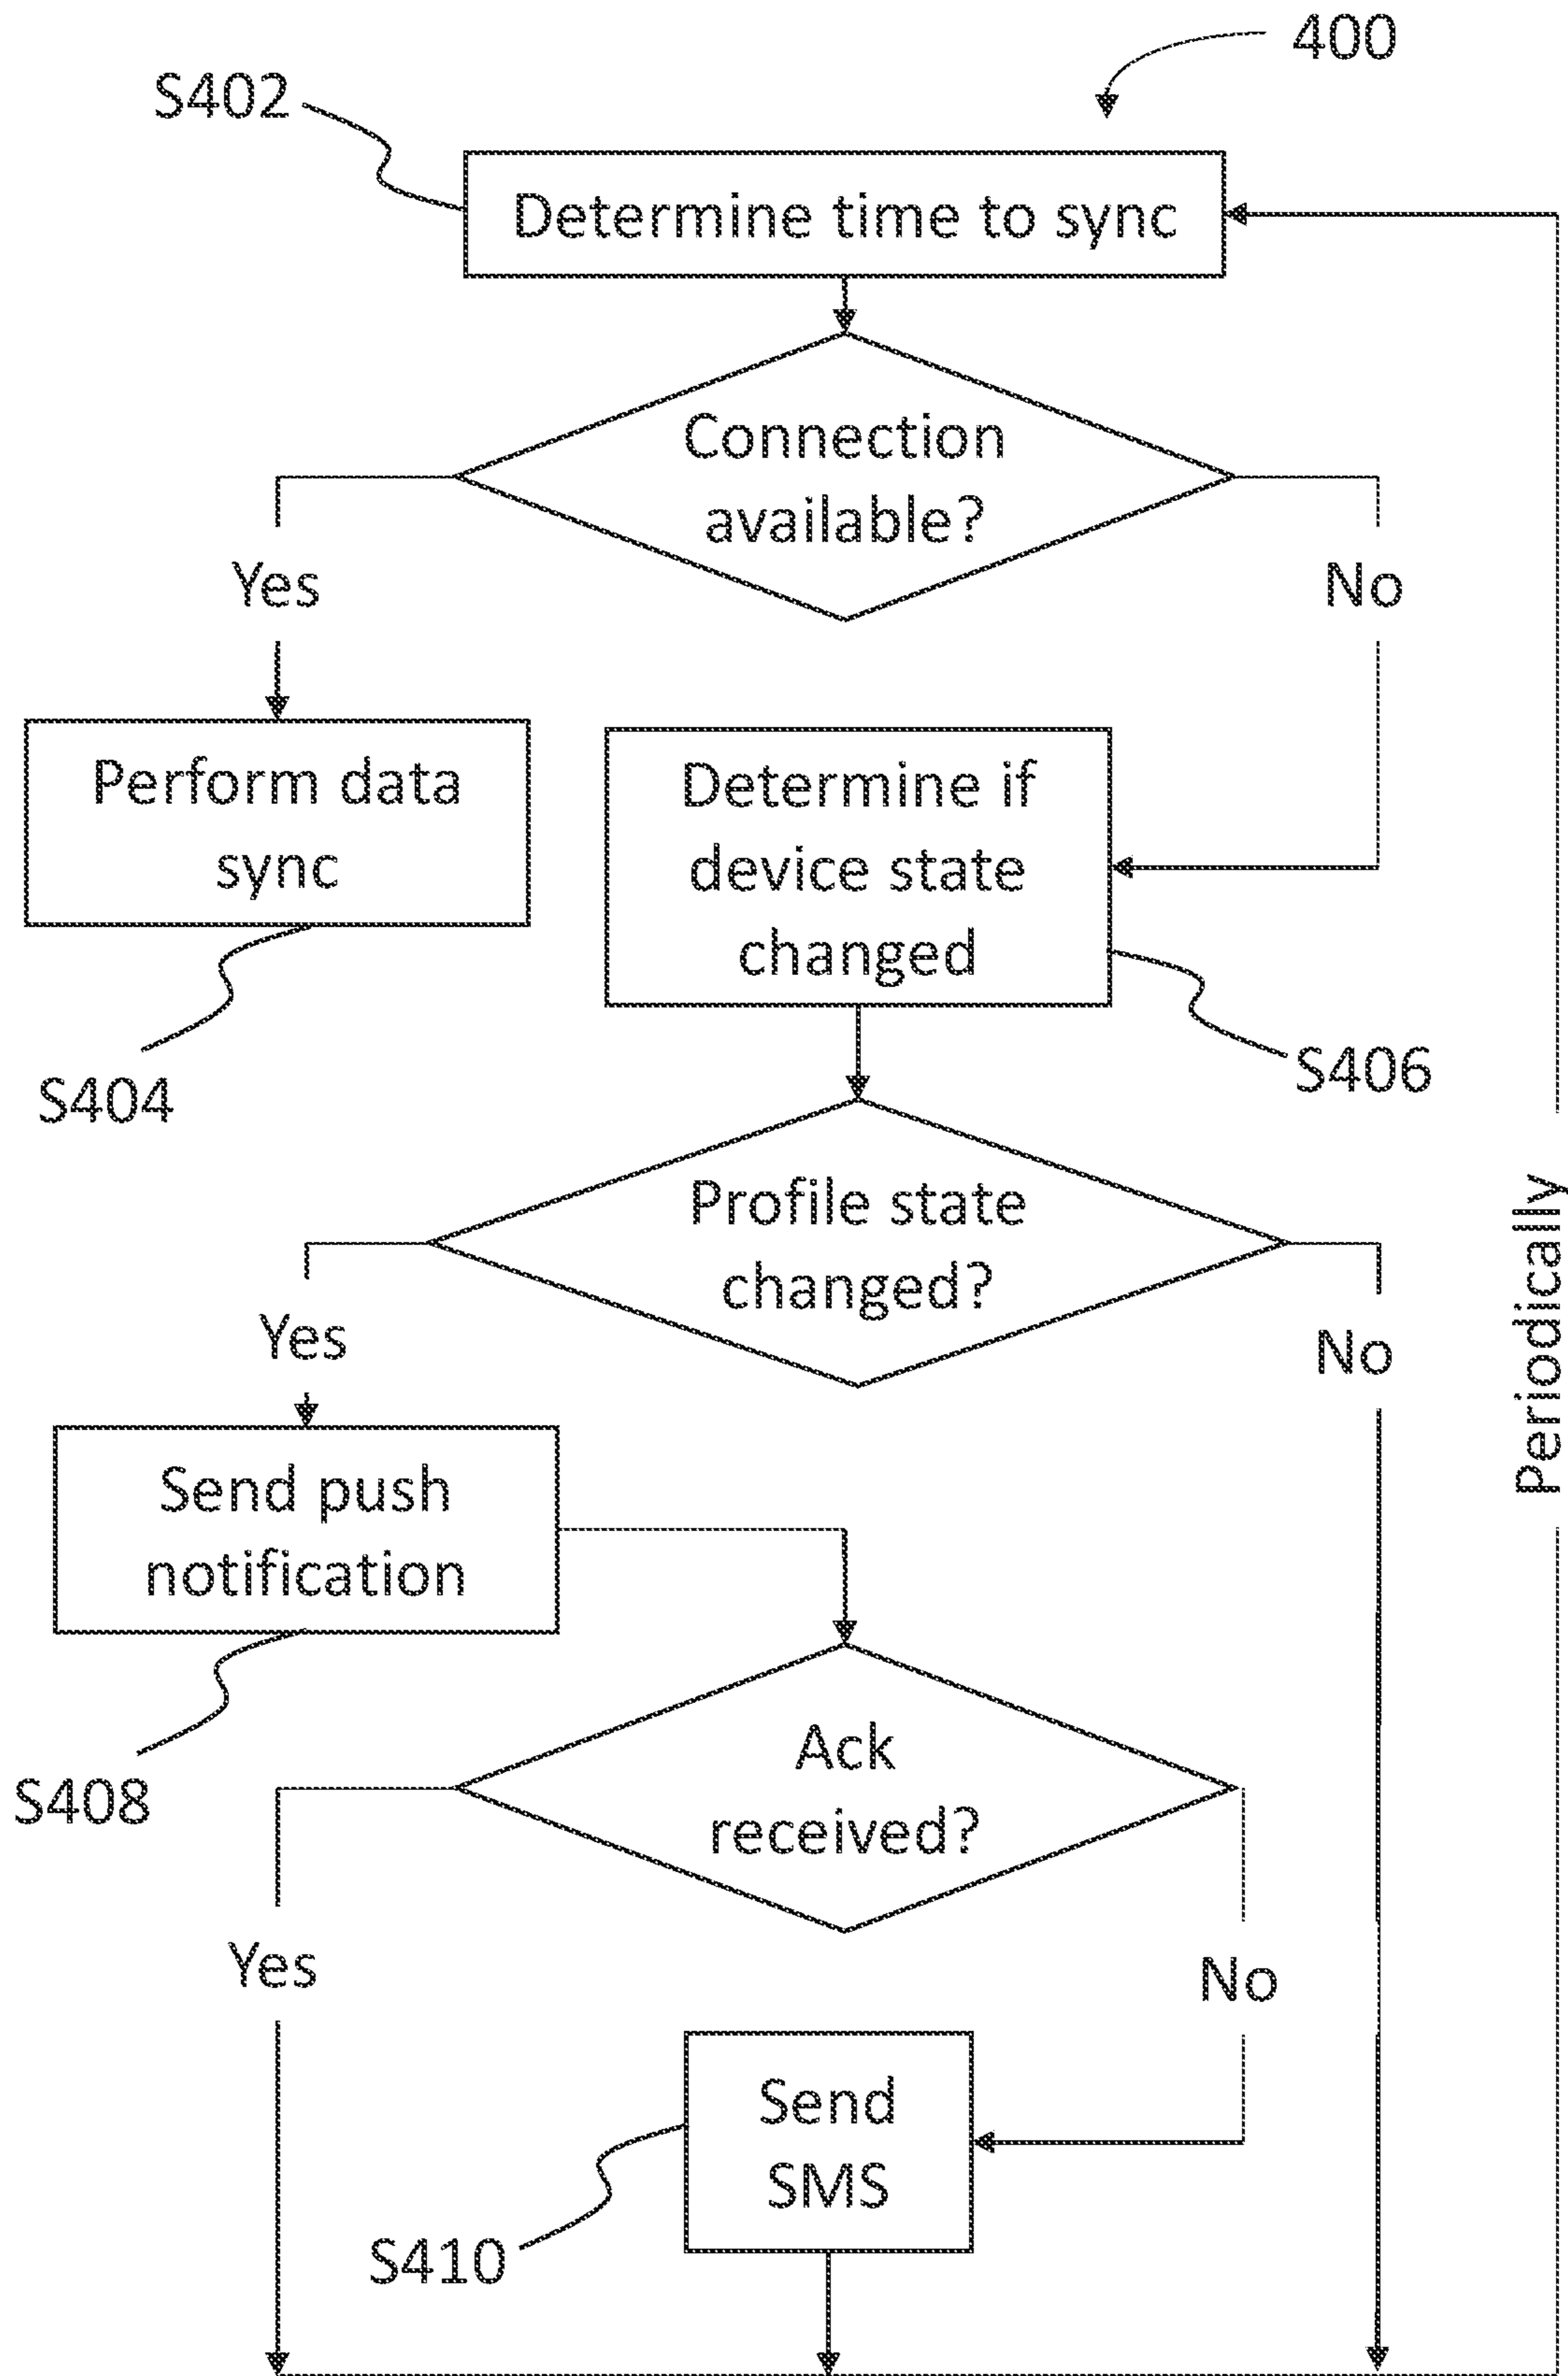 400
S402
Determine time to sync
Connection
available?
Yes
No
Perform data
sync
Determine if
device state
changed
S404
S406
Profile state
changed?
Periodically
Yes
No
Send push
notification
S408
Ack
received?
Yes
No
Send
SMS
S410